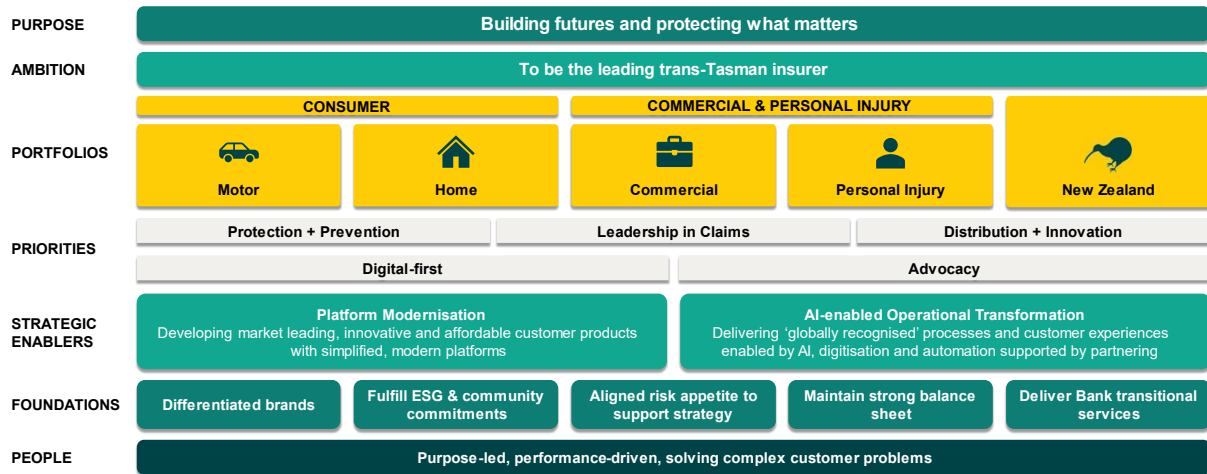 PURPOSE
Building futures and protecting what matters
AMBITION
To be the leading trans-Tasman insurer
PORTFOLIOS
CONSUMER
COMMERCIAL & PERSONAL INJURY
Motor
Home
Commercial
Personal Injury
New Zealand
PRIORITIES
Protection + Prevention
Leadership in Claims
Distribution + Innovation
Digital-first
Advocacy
STRATEGIC
ENABLERS
Platform Modernisation
Developing market leading, innovative and affordable customer products
with simplified, modern platforms
AI-enabled Operational Transformation
Delivering ‘globally recognised’ processes and customer experiences
enabled by AI, digitisation and automation supported by partnering
FOUNDATIONS
Differentiated brands
Fulfill ESG & community
commitments
Aligned risk appetite to
support strategy
Maintain strong balance
sheet
Deliver Bank transitional
services
PEOPLE
Purpose-led, performance-driven, solving complex customer problems